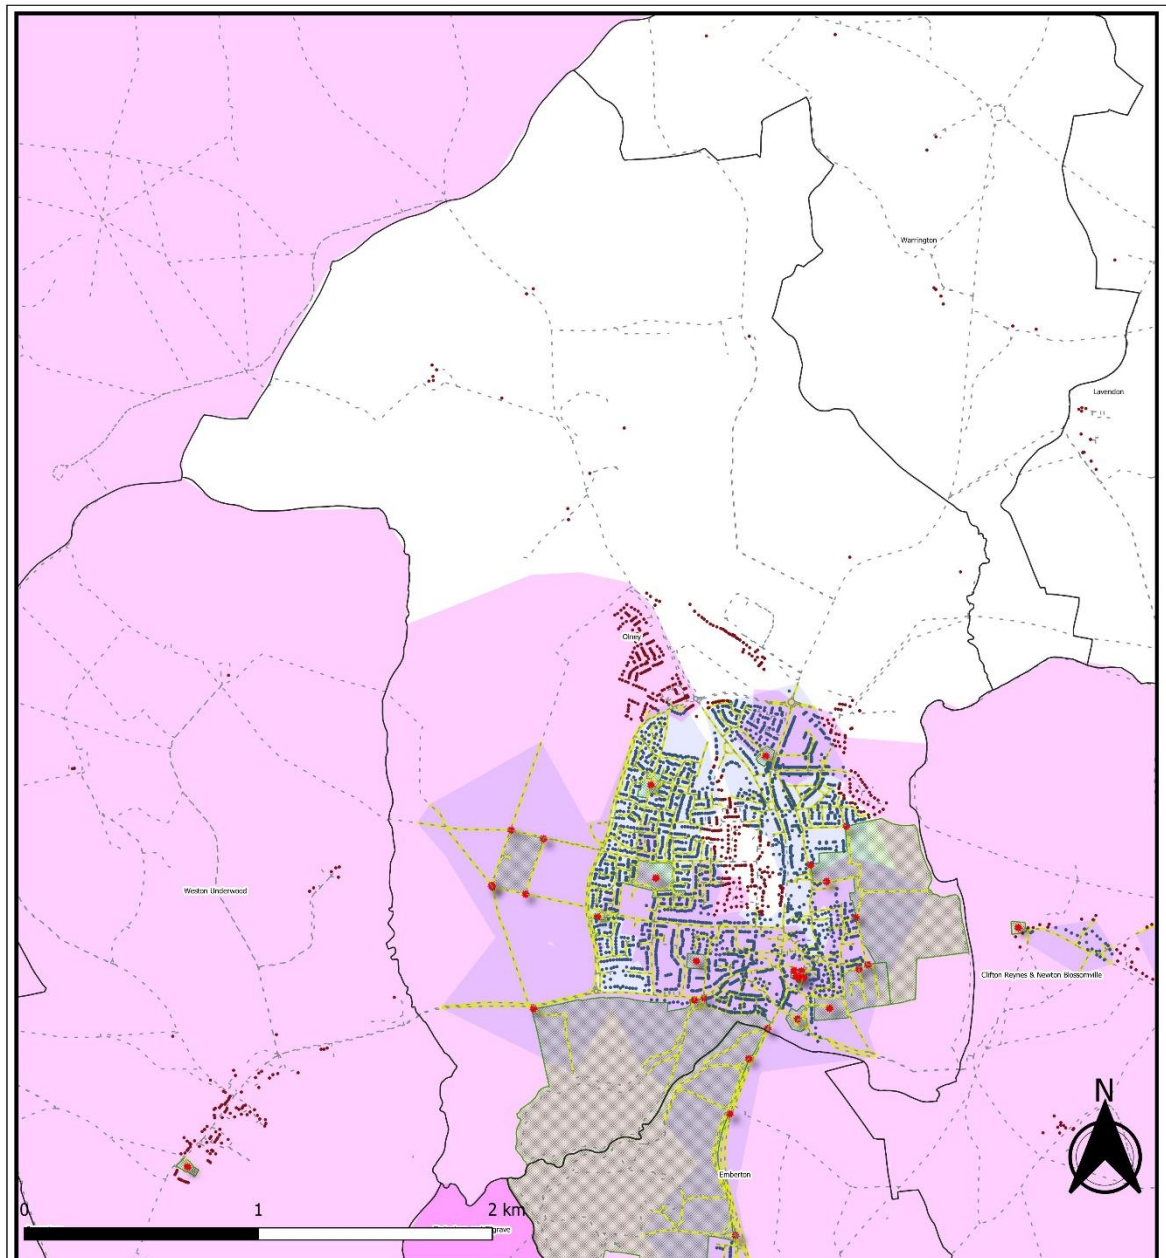 Warrington
Lavendon
Olney
Weston Underwood
Clifton Reynes & Newton Blossomville
N
Emberton
0 1 2 km